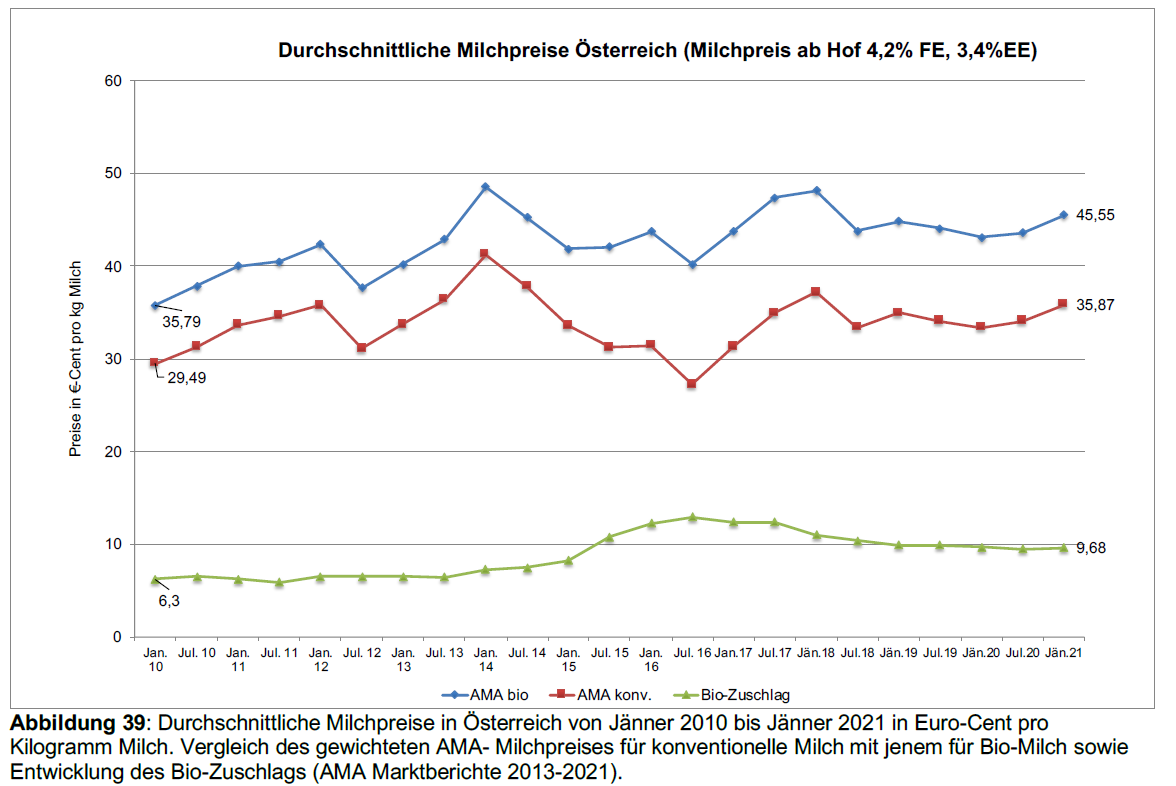 Durchschnittliche Milchpreise Österreich (Milchpreis ab Hof 4,2% FE, 3,4%EE)
Preise in €-Cent pro kg Milch
60
50
40
30
20
10
0
35,79
29,49
6,3
45,55
35,87
9,68
Jan. 10
Jul. 10
Jan. 11
Jul. 11
Jan. 12
Jul. 12
Jan. 13
Jul. 13
Jan. 14
Jul. 14
Jan. 15
Jul. 15
Jan. 16
Jul. 16
Jan.17
Jul.17
Jän.18
Jul.18
Jän.19
Jul.19
Jän.20
Jul.20
Jän.21
AMA bio
AMA konv.
Bio-Zuschlag
Abbildung 39: Durchschnittliche Milchpreise in Österreich von Jänner 2010 bis Jänner 2021 in Euro-Cent pro
Kilogramm Milch. Vergleich des gewichteten AMA- Milchpreises für konventionelle Milch mit jenem für Bio-Milch sowie
Entwicklung des Bio-Zuschlags (AMA Marktberichte 2013-2021).